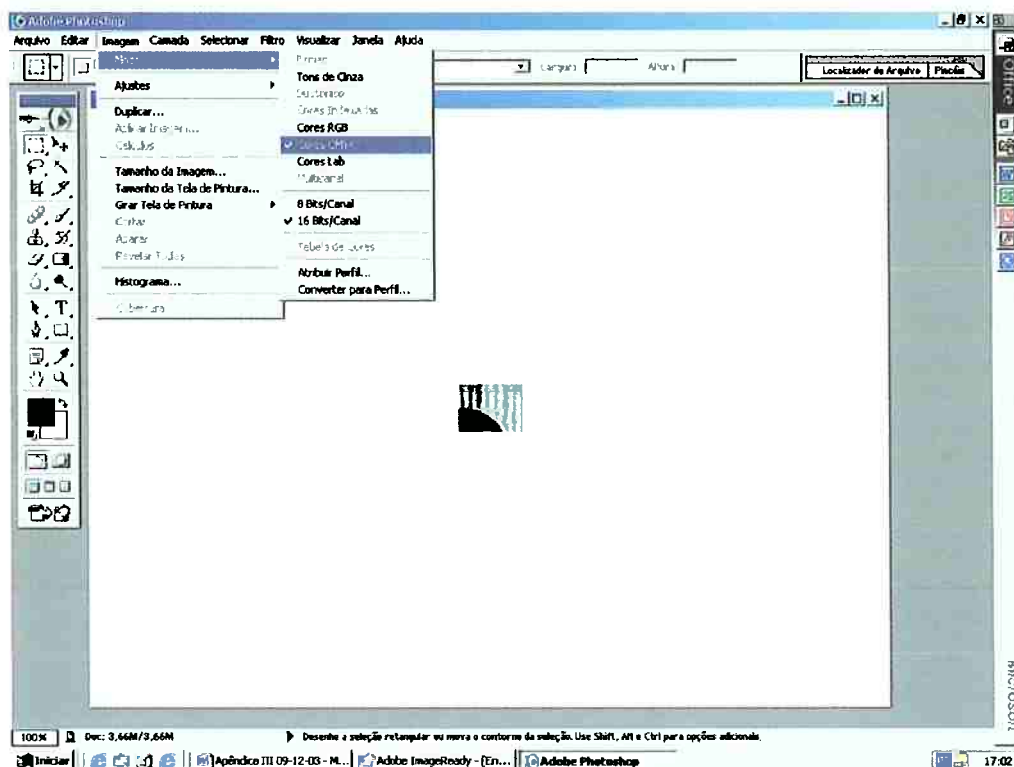 Adobe Photoshop
Arquivo Editar Imagem Camada Selecionar Filtro Visualizar Janela Ajuda
Largura Altura
Localizador de Arquivo Pincéis
Ajustes
Duplicar...
Aplicar Imagem...
Cálculos
Tamanho da Imagem...
Tamanho da Tela de Pintura...
Girar Tela de Pintura
Cortar
Aparar
Revelar Todas
Histograma...
Tons de Cinza
Cores Indexadas
Cores RGB
Cores CMYK
Cores Lab
Multicanal
8 Bits/Canal
16 Bits/Canal
Tabela de Cores
Atribuir Perfil...
Converter para Perfil...
Office
100% Doc: 3,66M/3,66M Desenhe a seleção retangular ou mova o contorno da seleção. Use Shift, Alt e Ctrl para opções adicionais.
Iniciar Apêndice III 09-12-03 - M... Adobe ImageReady - [En... Adobe Photoshop 17:02